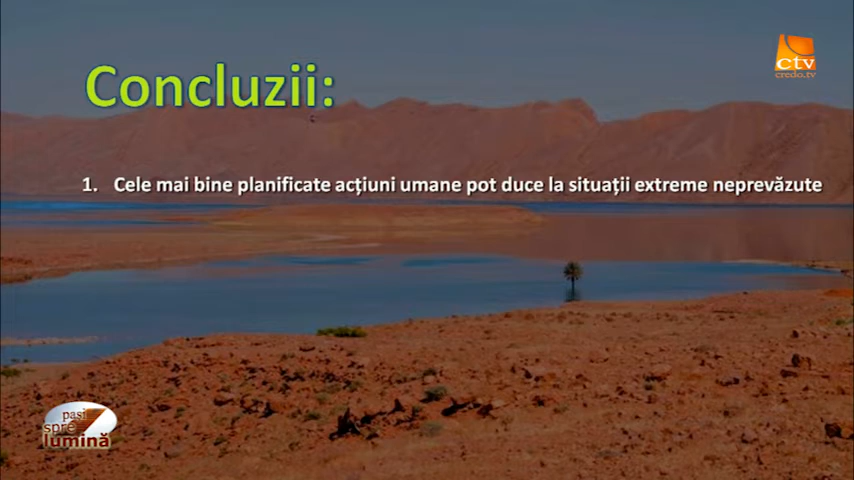 ctv
credo.tv
Concluzii:
1. Cele mai bine planificate acțiuni umane pot duce la situații extreme neprevăzute
pași
spre
lumină